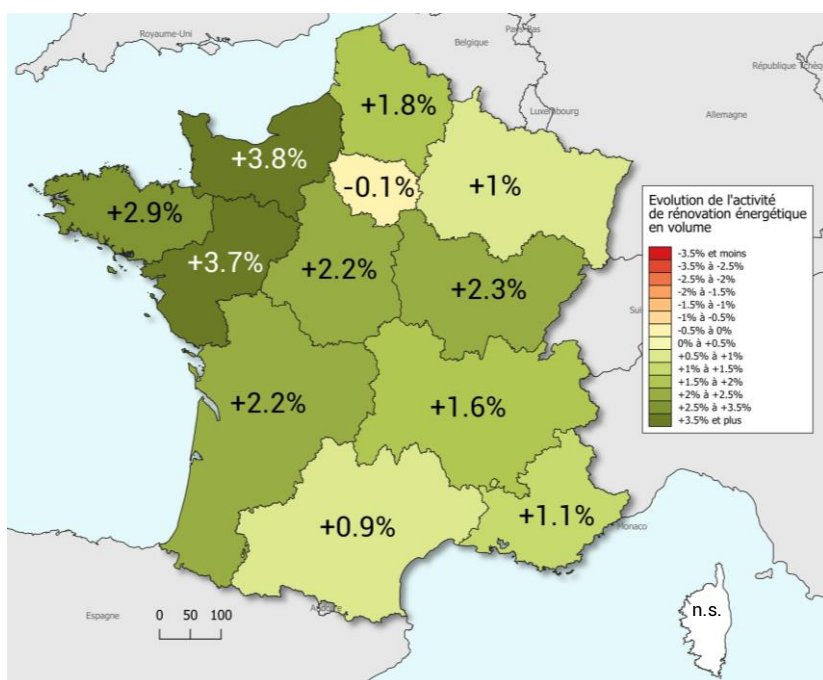 Royaume-Uni
Pays-Bas
Belgique
République Tchèq
Luxembourg
Allemagne
+1.8%
+3.8%
-0.1%
+1%
+2.9%
+3.7%
+2.2%
+2.3%
Evolution de l'activité
de rénovation énergétique
en volume
-3.5% et moins
-3.5% à -2.5%
-2.5% à -2%
-2% à -1.5%
-1.5% à -1%
-1% à -0.5%
-0.5% à 0%
0% à +0.5%
+0.5% à +1%
+1% à +1.5%
+1.5% à +2%
+2% à +2.5%
+2.5% à +3.5%
+3.5% et plus
Sui
+2.2%
+1.6%
+0.9%
+1.1%
Monaco
Andorre
Espagne
0 50 100
n.s.